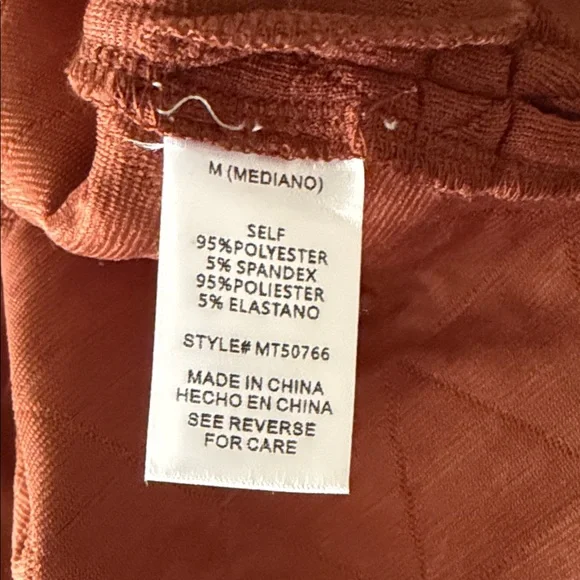 M (MEDIANO)
SELF
95%POLYESTER
5% SPANDEX
95%POLIESTER
5% ELASTANO
STYLE# MT50766
MADE IN CHINA
HECHO EN CHINA
SEE REVERSE
FOR CARE